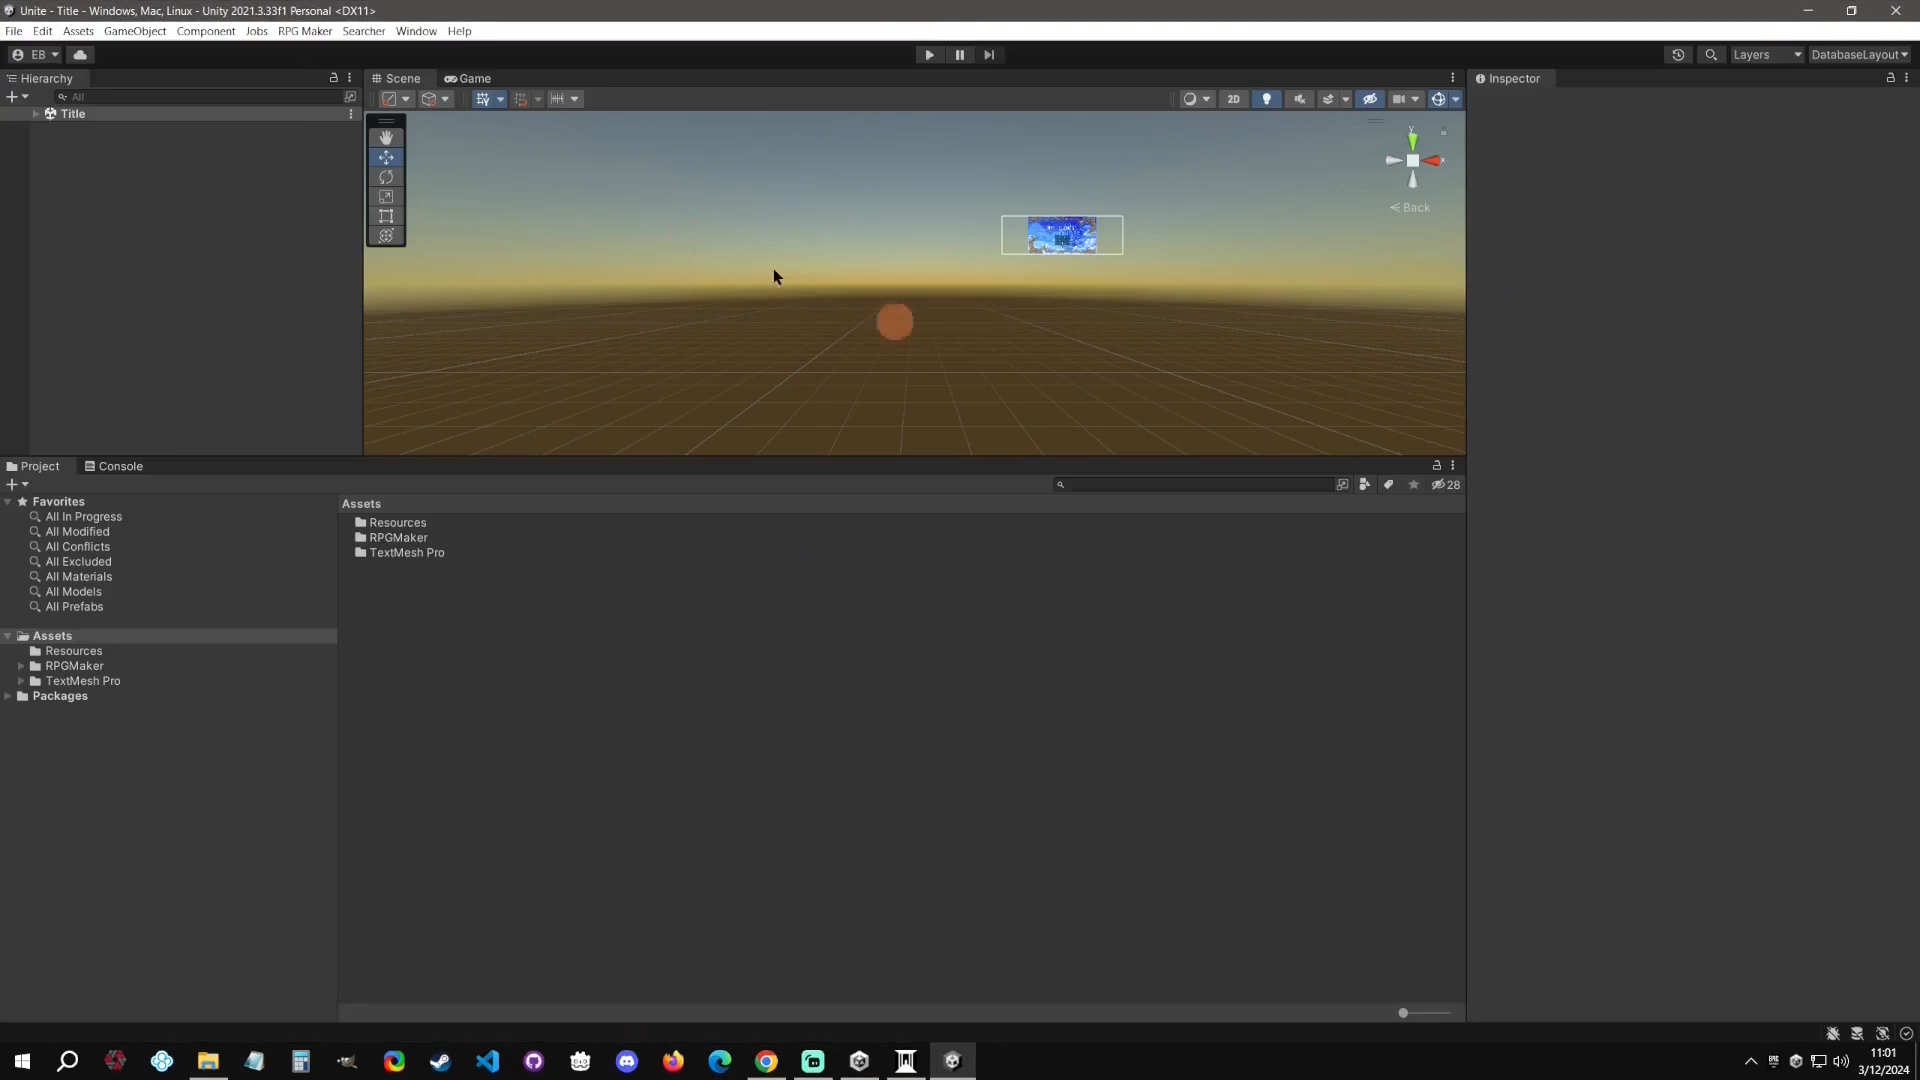 Unite - Title - Windows, Mac, Linux - Unity 2021.3.33f1 Personal <DX11>
File Edit Assets GameObject Component Jobs RPG Maker Searcher Window Help
EB
Layers
DatabaseLayout
Hierarchy
Scene
Game
Inspector
All
2D
Title
y
x
Back
Project
Console
28
Favorites
All In Progress
All Modified
All Conflicts
All Excluded
All Materials
All Models
All Prefabs
Assets
Resources
RPGMaker
TextMesh Pro
Packages
Assets
Resources
RPGMaker
TextMesh Pro
11:01
3/12/2024